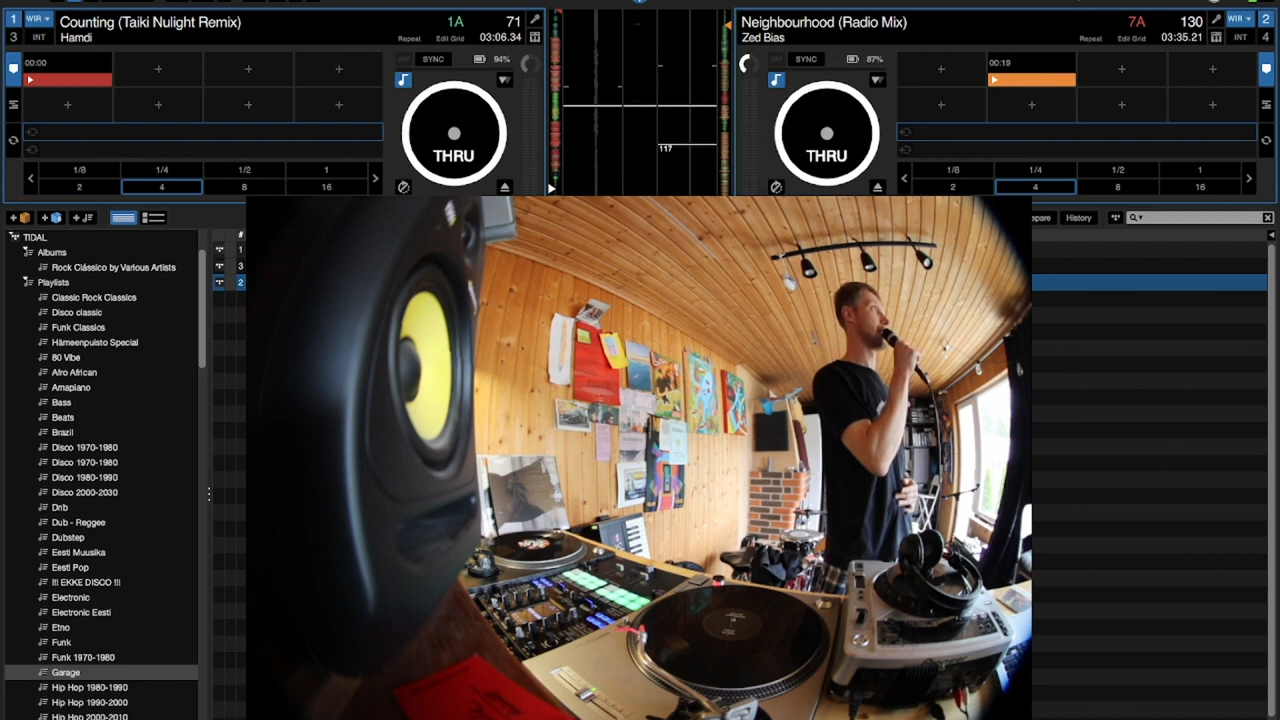 1 WIR Counting (Taiki Nulight Remix) 1A 71
3 INT Hamdi Repeat Edit Grid 03:06.34
Neighbourhood (Radio Mix) 7A 130 WIR 2
Zed Bias Repeat Edit Grid 03:35.21 INT 4
00:00
OFF SYNC 94%
THRU
1/8 1/4 1/2 1
2 4 8 16
117
OFF SYNC 87%
00:19
THRU
1/8 1/4 1/2 1
2 4 8 16
pare History
#
1
3
2
TIDAL
Albums
Rock Clássico by Various Artists
Playlists
Classic Rock Classics
Disco classic
Funk Classics
Hämeenpuisto Special
80 Vibe
Afro African
Amapiano
Bass
Beats
Brazil
Disco 1970-1980
Disco 1970-1980
Disco 1980-1990
Disco 2000-2030
Dnb
Dub - Reggee
Dubstep
Eesti Muusika
Eesti Pop
!!! EKKE DISCO !!!
Electronic
Electronic Eesti
Etno
Funk
Funk 1970-1980
Garage
Hip Hop 1980-1990
Hip Hop 1990-2000
Hip Hop 2000-2010